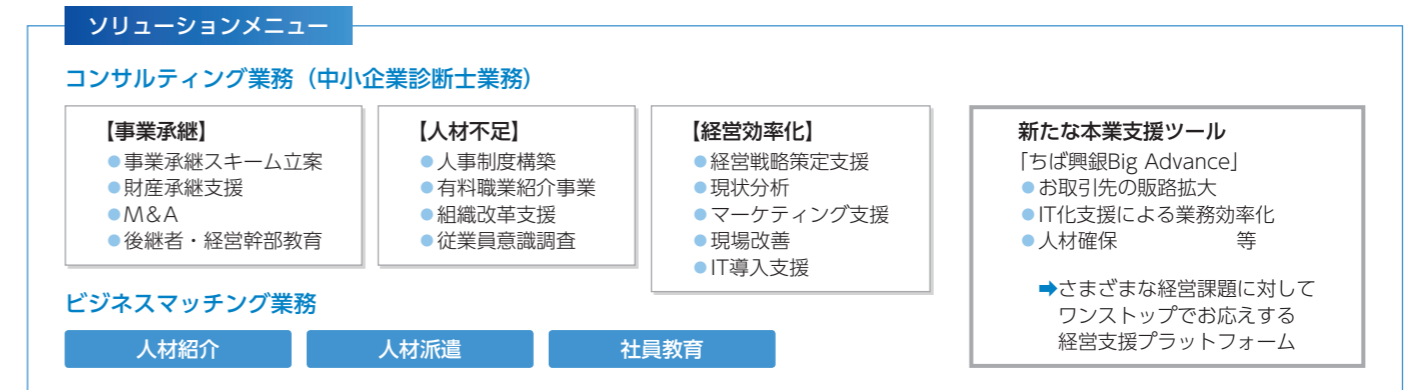 ソリューションメニュー
コンサルティング業務（中小企業診断士業務）
【事業承継】
●事業承継スキーム立案
●財産承継支援
●M&A
●後継者・経営幹部教育
【人材不足】
●人事制度構築
●有料職業紹介事業
●組織改革支援
●従業員意識調査
【経営効率化】
●経営戦略策定支援
●現状分析
●マーケティング支援
●現場改善
●IT導入支援
新たな本業支援ツール
「ちば興銀Big Advance」
●お取引先の販路拡大
●IT化支援による業務効率化
●人材確保　　　　　等
➡さまざまな経営課題に対して
ワンストップでお応えする
経営支援プラットフォーム
ビジネスマッチング業務
人材紹介
人材派遣
社員教育